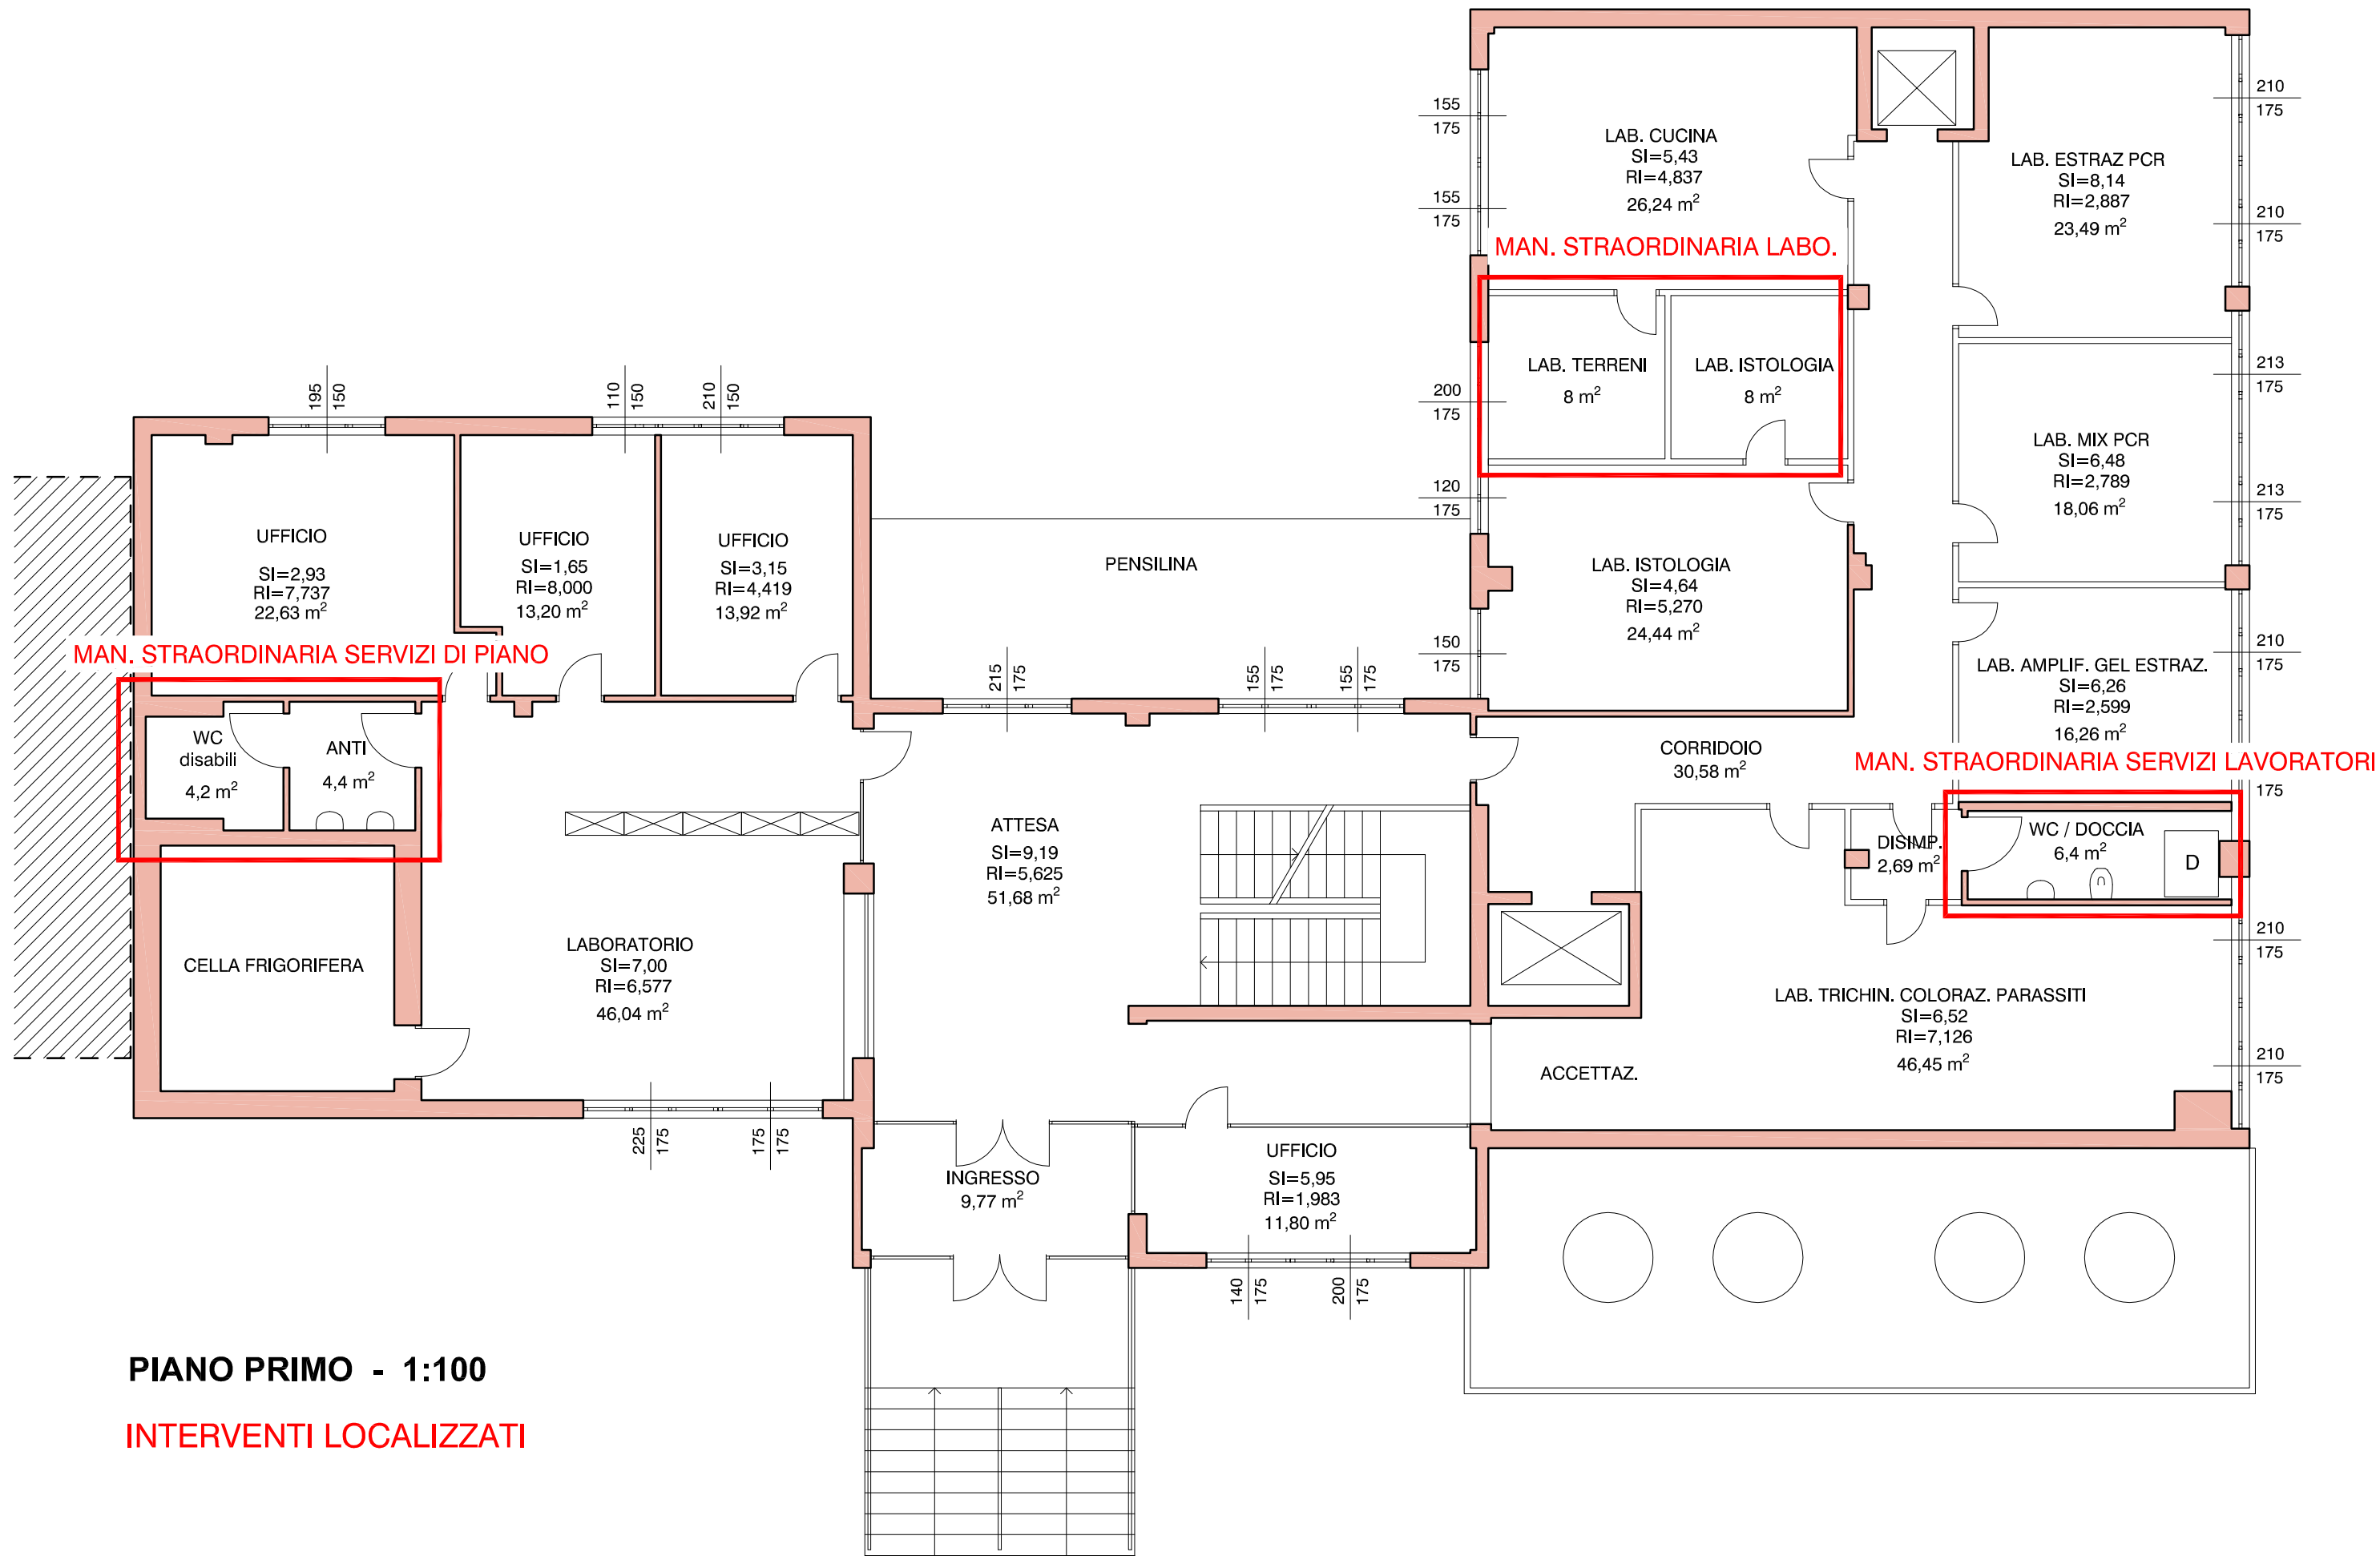 155
175
155
175
200
175
120
175
150
175
LAB. CUCINA
SI=5,43
RI=4,837
26,24 m²
LAB. ESTRAZ PCR
SI=8,14
RI=2,887
23,49 m²
210
175
210
175
213
175
213
175
210
175
175
210
175
210
175
MAN. STRAORDINARIA LABO.
LAB. TERRENI
8 m²
LAB. ISTOLOGIA
8 m²
LAB. MIX PCR
SI=6,48
RI=2,789
18,06 m²
195
150
110
150
210
150
UFFICIO
SI=2,93
RI=7,737
22,63 m²
UFFICIO
SI=1,65
RI=8,000
13,20 m²
UFFICIO
SI=3,15
RI=4,419
13,92 m²
PENSILINA
LAB. ISTOLOGIA
SI=4,64
RI=5,270
24,44 m²
LAB. AMPLIF. GEL ESTRAZ.
SI=6,26
RI=2,599
16,26 m²
MAN. STRAORDINARIA SERVIZI DI PIANO
215
175
155
175
155
175
WC
disabili
4,2 m²
ANTI
4,4 m²
CORRIDOIO
30,58 m²
MAN. STRAORDINARIA SERVIZI LAVORATORI
ATTESA
SI=9,19
RI=5,625
51,68 m²
DISIMP.
2,69 m²
WC / DOCCIA
6,4 m²
D
CELLA FRIGORIFERA
LABORATORIO
SI=7,00
RI=6,577
46,04 m²
LAB. TRICHIN. COLORAZ. PARASSITI
SI=6,52
RI=7,126
46,45 m²
ACCETTAZ.
225
175
175
175
INGRESSO
9,77 m²
UFFICIO
SI=5,95
RI=1,983
11,80 m²
140
175
200
175
PIANO PRIMO - 1:100
INTERVENTI LOCALIZZATI